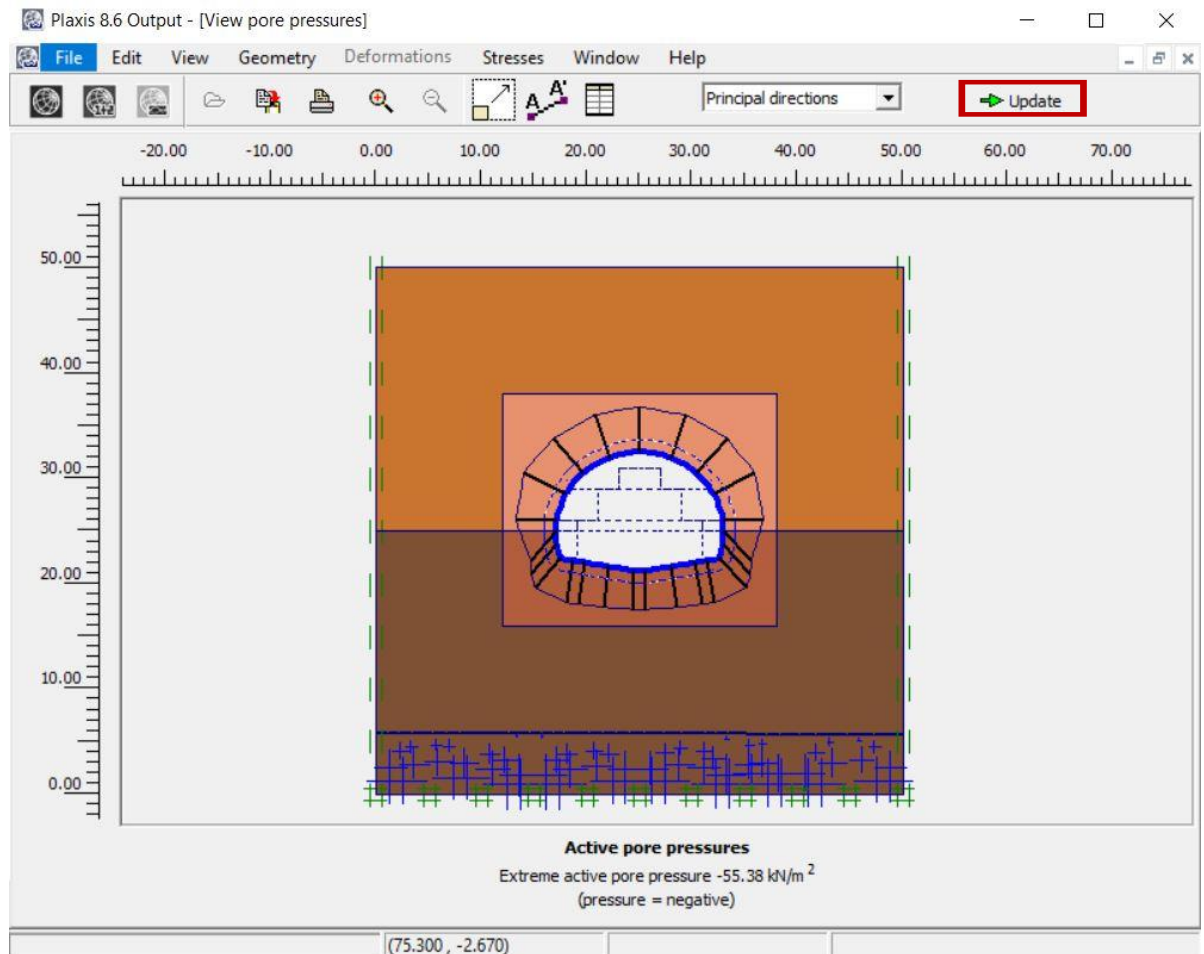 Plaxis 8.6 Output - [View pore pressures]
File Edit View Geometry Deformations Stresses Window Help
A A* Principal directions Update
-20.00 -10.00 0.00 10.00 20.00 30.00 40.00 50.00 60.00 70.00
50.00
40.00
30.00
20.00
10.00
0.00
Active pore pressures
Extreme active pore pressure -55.38 kN/m 2
(pressure = negative)
(75.300 , -2.670)